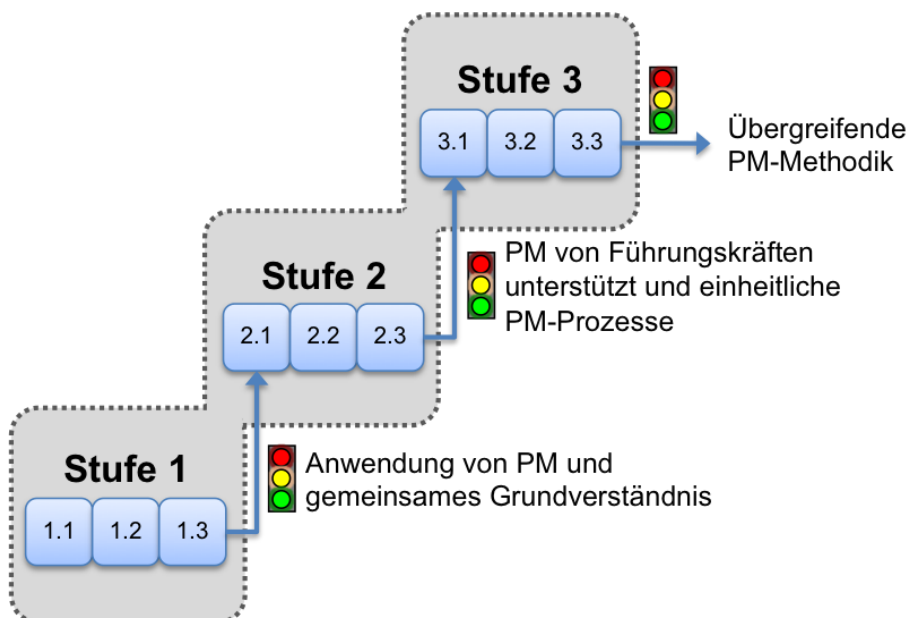 Stufe 3
3.1 3.2 3.3
Übergreifende
PM-Methodik
Stufe 2
2.1 2.2 2.3
PM von Führungskräften
unterstützt und einheitliche
PM-Prozesse
Stufe 1
1.1 1.2 1.3
Anwendung von PM und
gemeinsames Grundverständnis